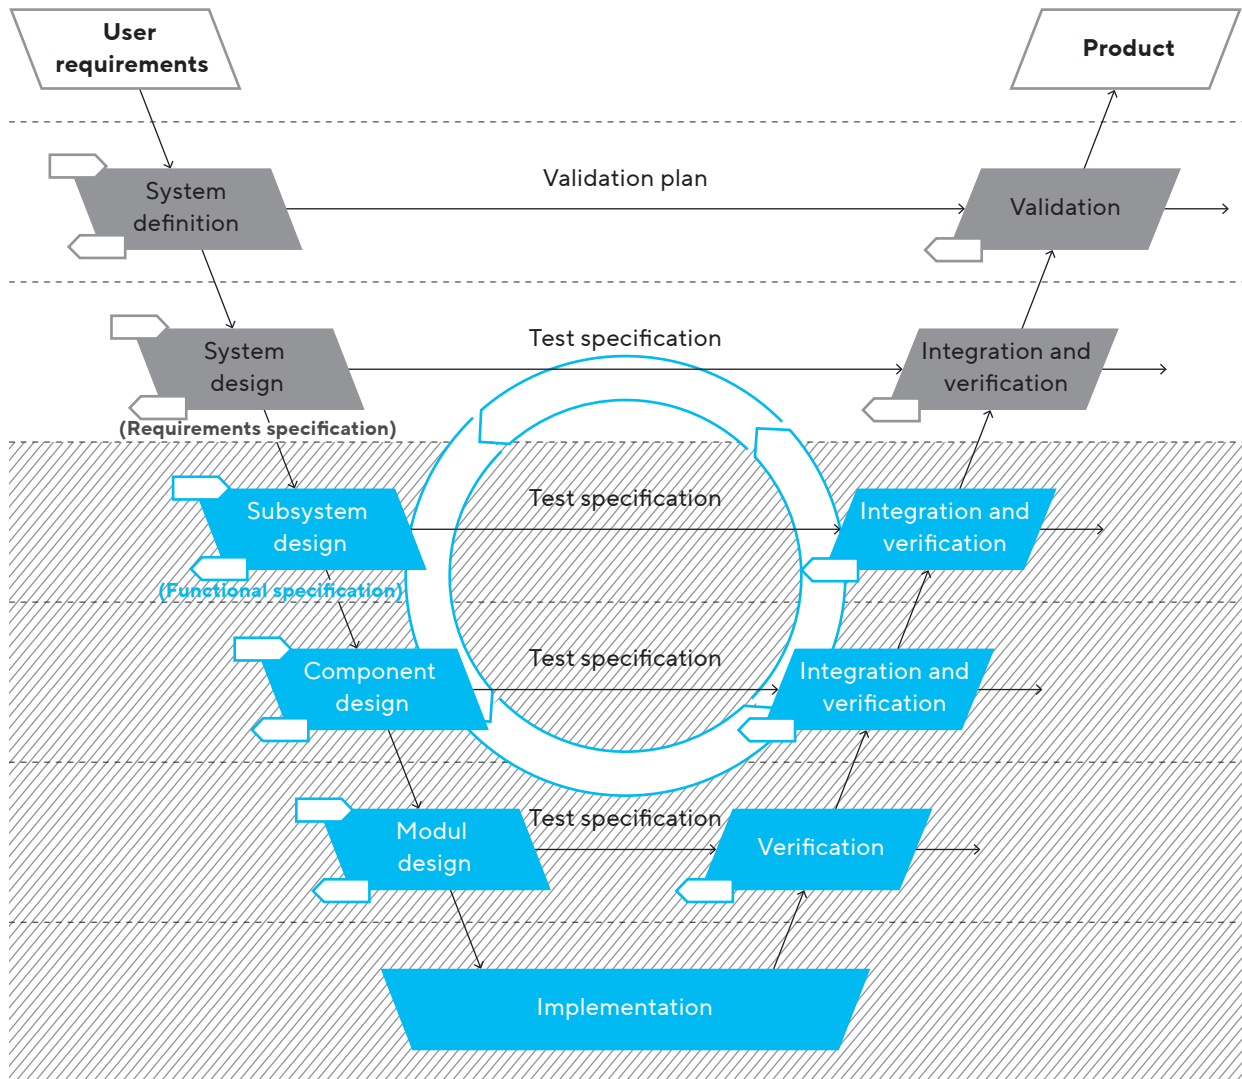 User
requirements
Product
System
definition
Validation plan
Validation
System
design
Test specification
Integration and
verification
(Requirements specification)
Subsystem
design
Test specification
Integration and
verification
(Functional specification)
Component
design
Test specification
Integration and
verification
Modul
design
Test specification
Verification
Implementation